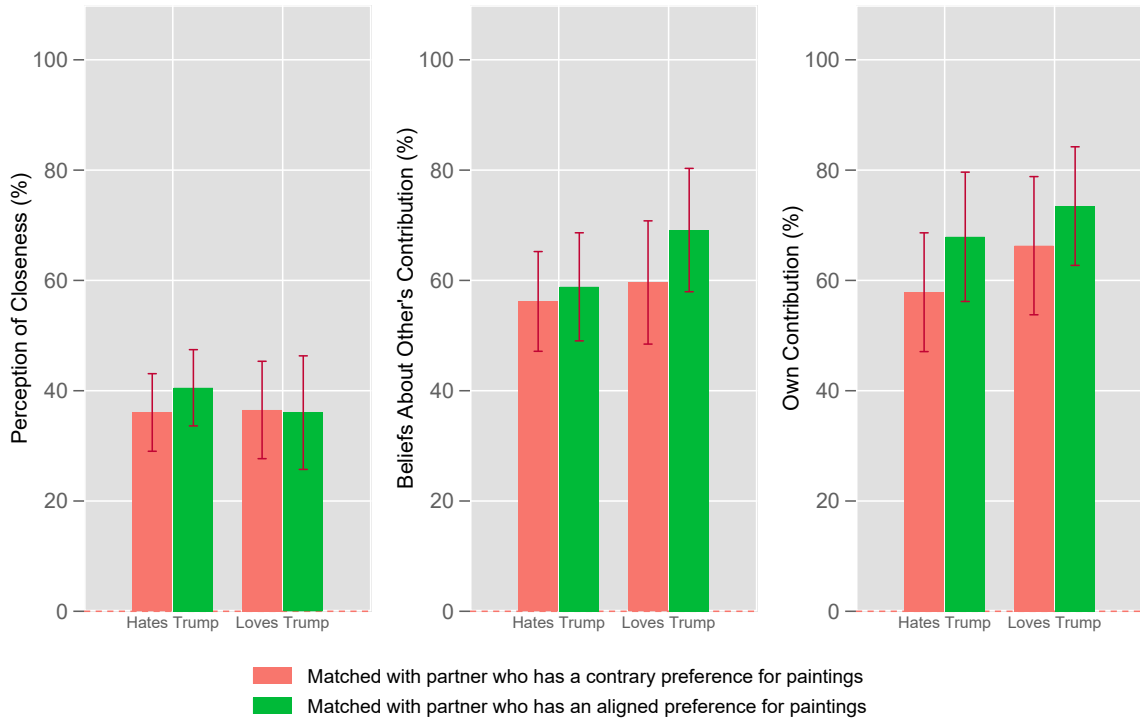 Perception of Closeness (%)
100
80
60
40
20
0
Hates Trump Loves Trump
Beliefs About Other's Contribution (%)
100
80
60
40
20
0
Hates Trump Loves Trump
Own Contribution (%)
100
80
60
40
20
0
Hates Trump Loves Trump
Matched with partner who has a contrary preference for paintings
Matched with partner who has an aligned preference for paintings